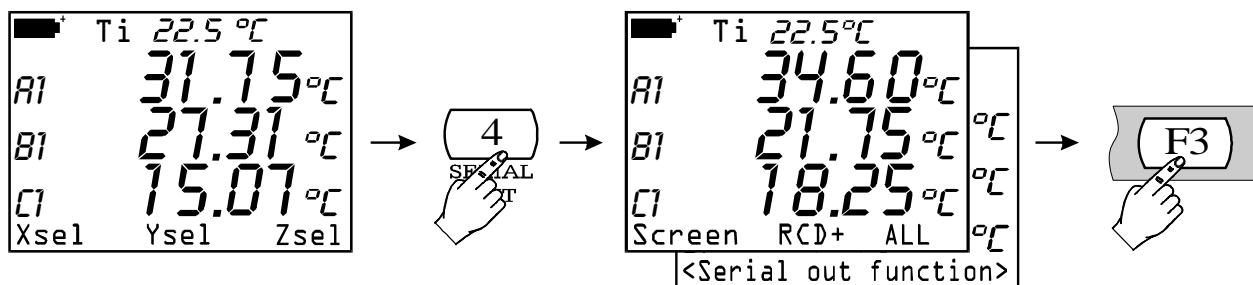 Ti 22.5 °C
A1 31.75 °C
B1 27.31 °C
C1 15.07 °C
Xsel Ysel Zsel
4
SERIAL
Ti 22.5°C
A1 34.60 °C
B1 21.75 °C
C1 18.25 °C
Screen RCD+ ALL
°C
°C
°C
<Serial out function>
F3